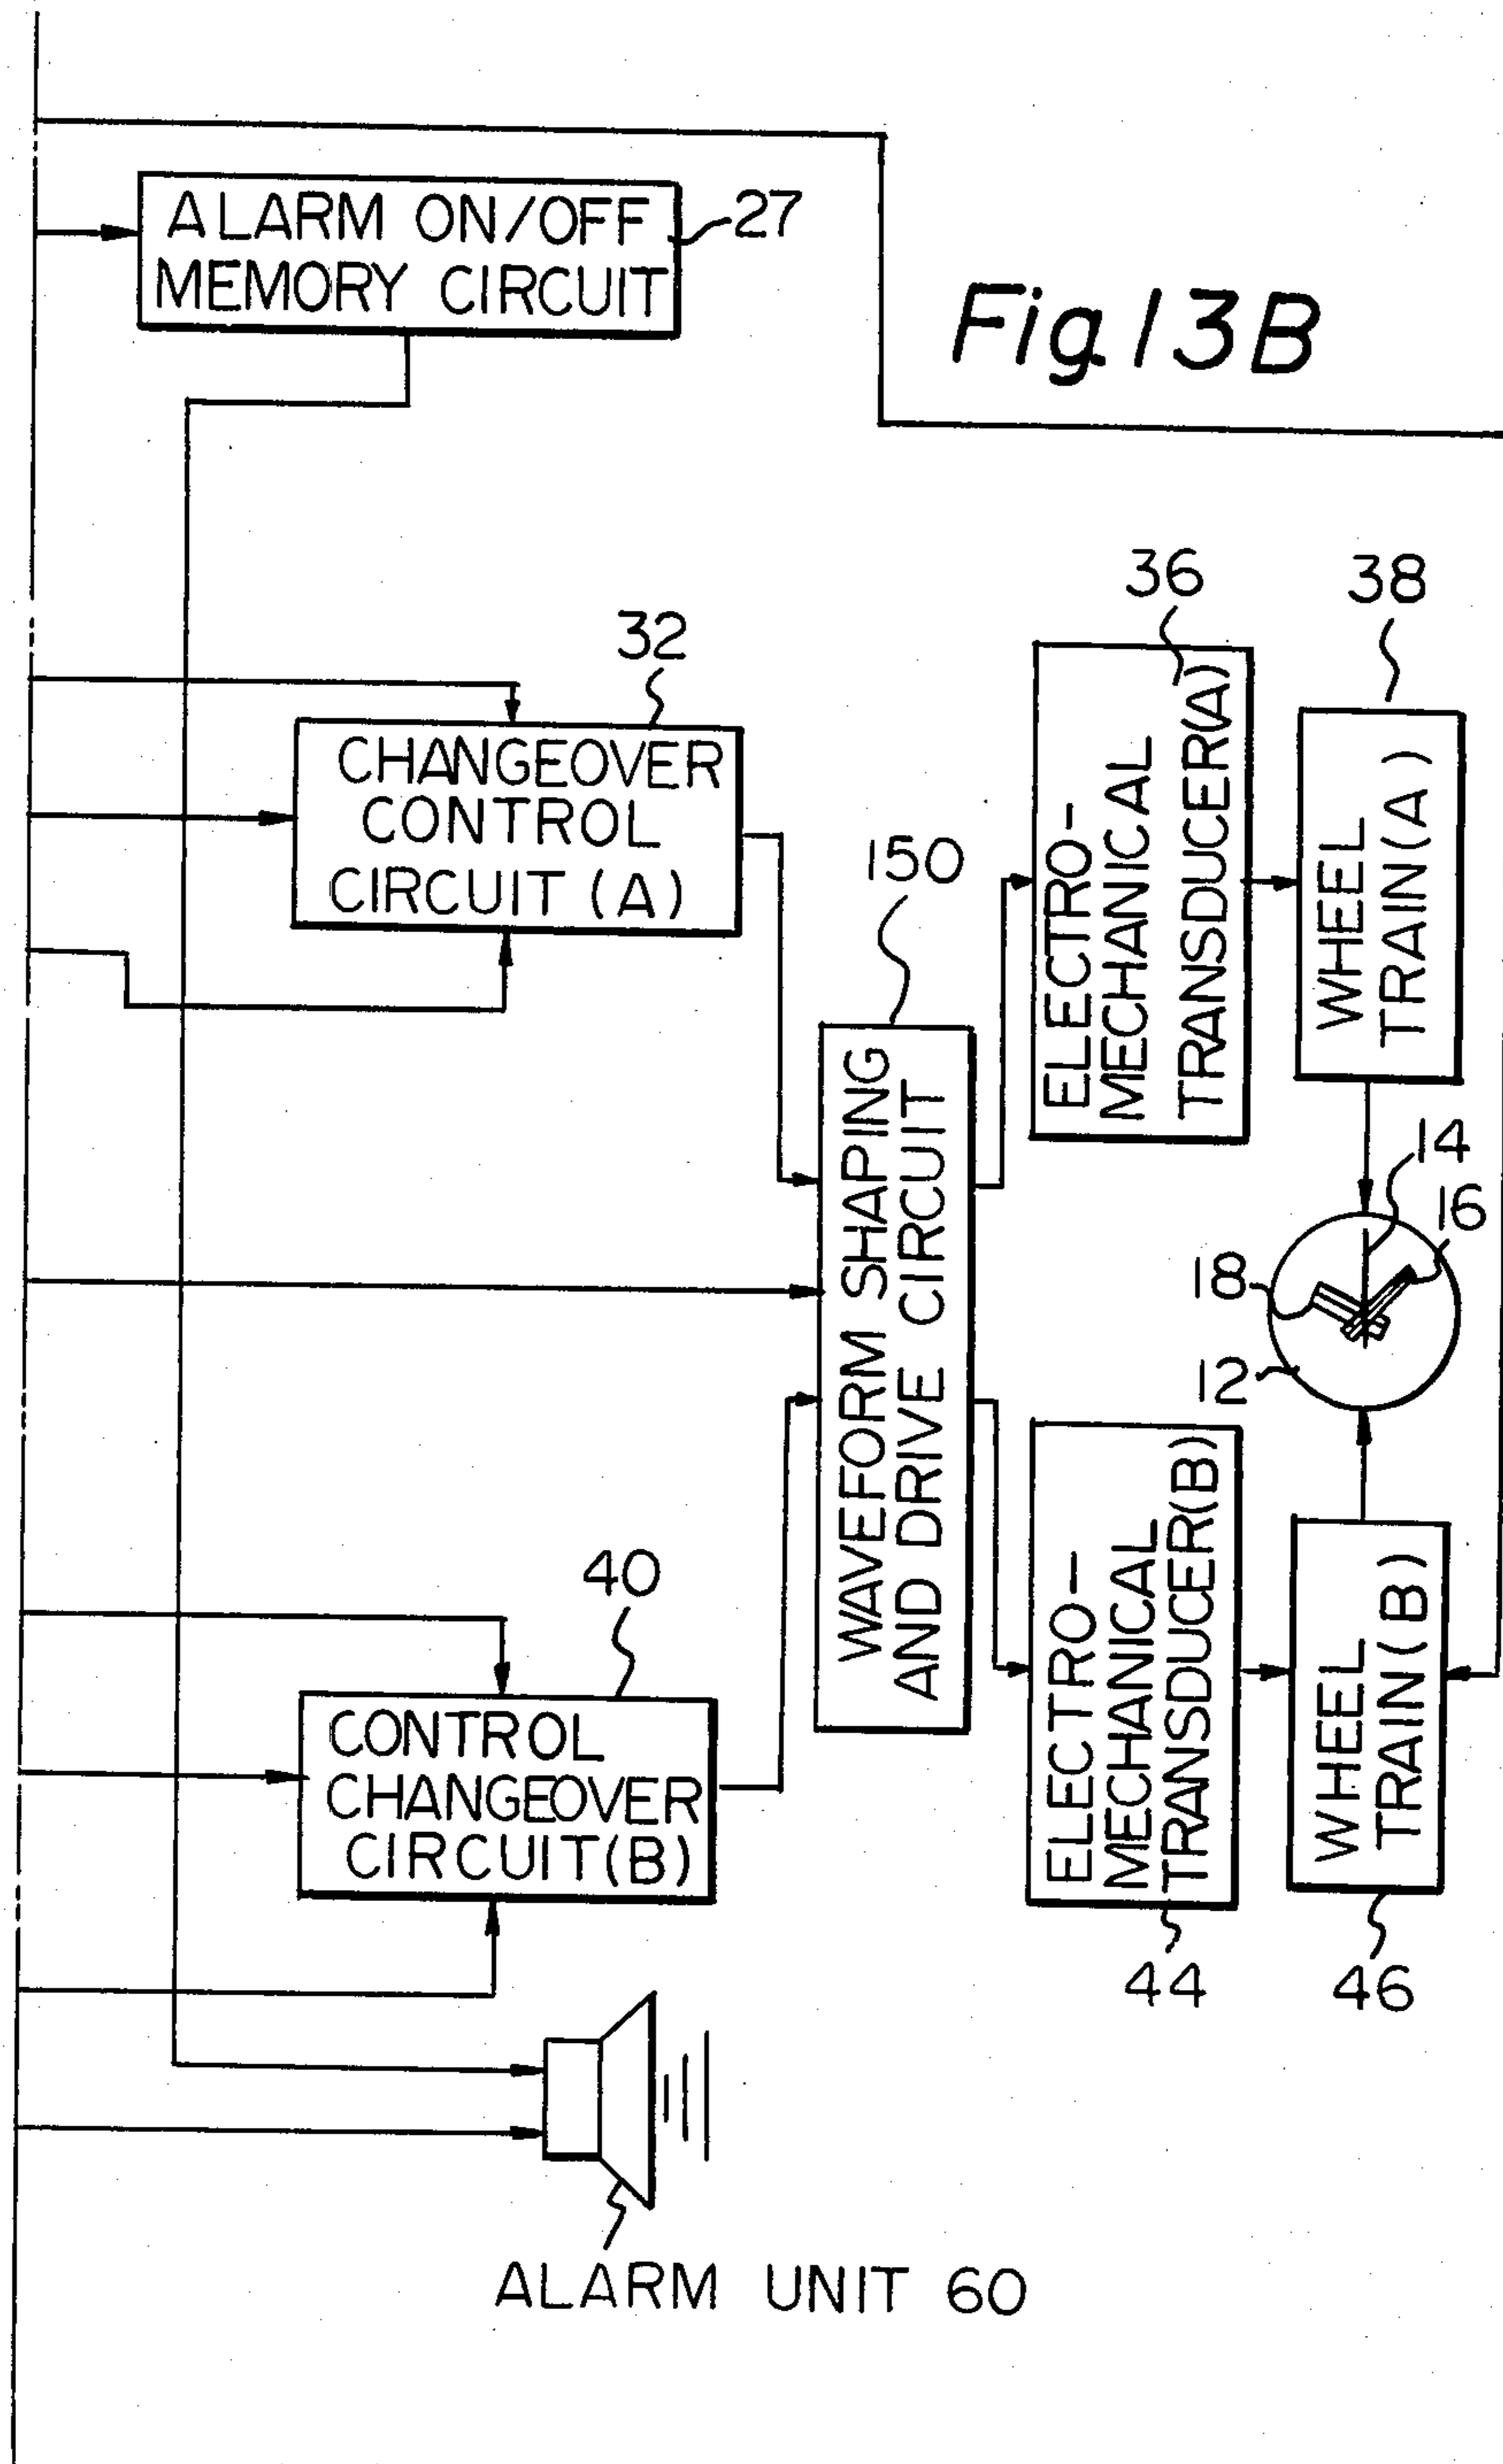 ALARM ON/OFF
MEMORY CIRCUIT
27
Fig. 13B
32
CHANGEOVER
CONTROL
CIRCUIT (A)
36
ELECTRO-
MECHANICAL
TRANSDUCER(A)
38
WHEEL
TRAIN(A)
150
WAVEFORM SHAPING
AND DRIVE CIRCUIT
14
16
18
12
40
CONTROL
CHANGEOVER
CIRCUIT(B)
ELECTRO-
MECHANICAL
TRANSDUCER(B)
44
WHEEL
TRAIN(B)
46
ALARM UNIT 60